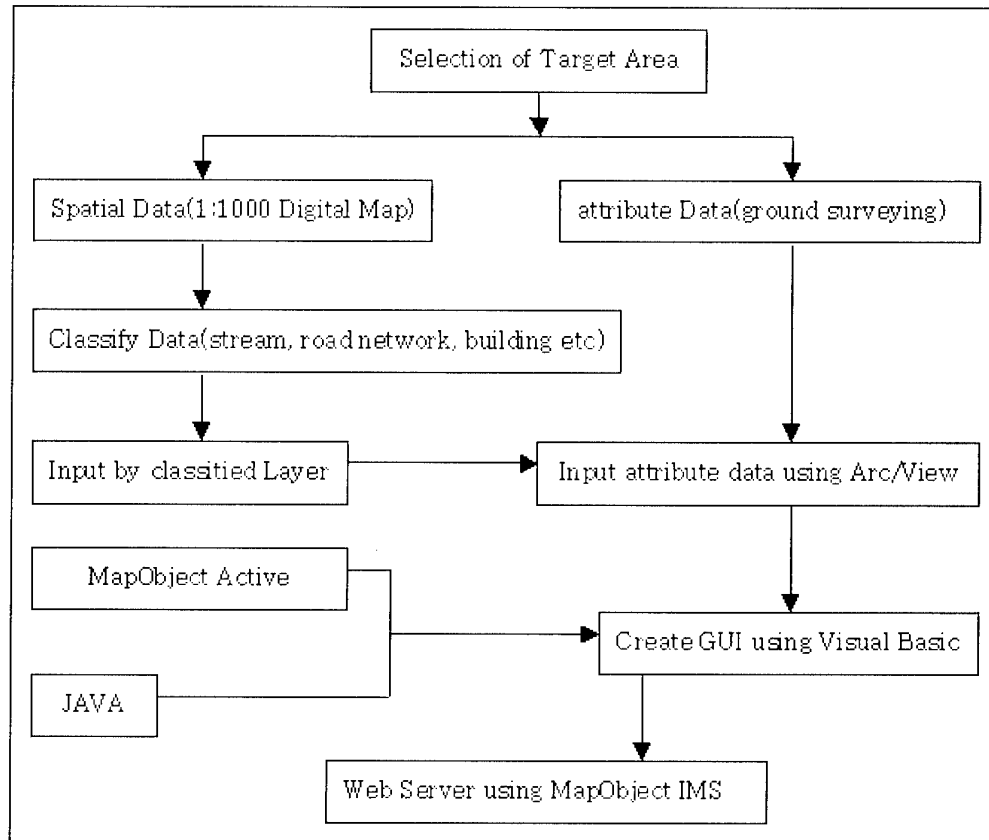 Selection of Target Area
Spatial Data(1:1000 Digital Map)
attribute Data(ground surveying)
Classify Data(stream, road network, building etc)
Input by classitied Layer
Input attribute data using Arc/View
MapObject Active
Create GUI using Visual Basic
JAVA
Web Server using MapObject IMS